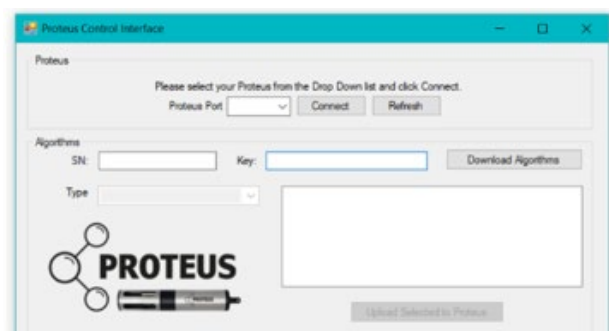 Proteus Control Interface
Proteus
Please select your Proteus from the Drop Down list and click Connect.
Proteus Port Connect Refresh
Algorithms
SN: Key: Download Algorithms
Type
PROTEUS
Upload Selected to Proteus